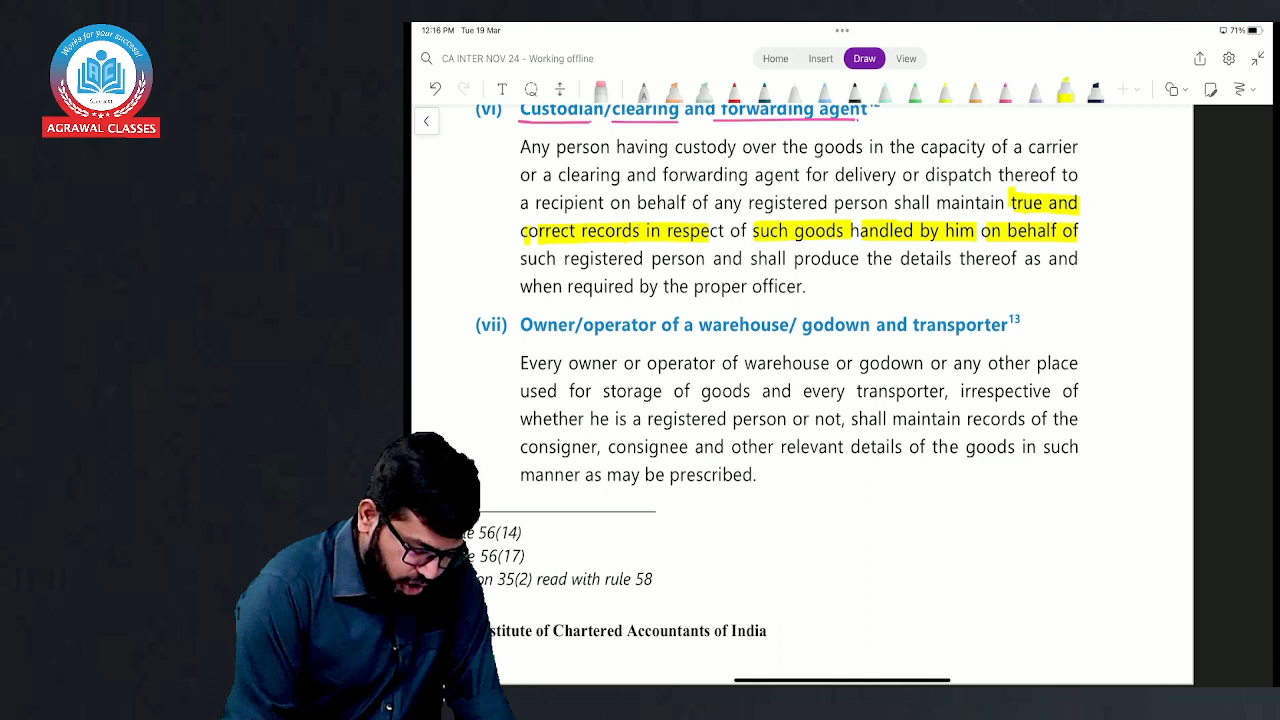 Works for your success
AC
AGRAWAL CLASSES
12:16 PM Tue 19 Mar
71%
CA INTER NOV 24 - Working offline
Home Insert Draw View
(vi) Custodian/clearing and forwarding agent
Any person having custody over the goods in the capacity of a carrier
or a clearing and forwarding agent for delivery or dispatch thereof to
a recipient on behalf of any registered person shall maintain true and
correct records in respect of such goods handled by him on behalf of
such registered person and shall produce the details thereof as and
when required by the proper officer.
(vii) Owner/operator of a warehouse/ godown and transporter13
Every owner or operator of warehouse or godown or any other place
used for storage of goods and every transporter, irrespective of
whether he is a registered person or not, shall maintain records of the
consigner, consignee and other relevant details of the goods in such
manner as may be prescribed.
56(14)
56(17)
35(2) read with rule 58
of Chartered Accountants of India